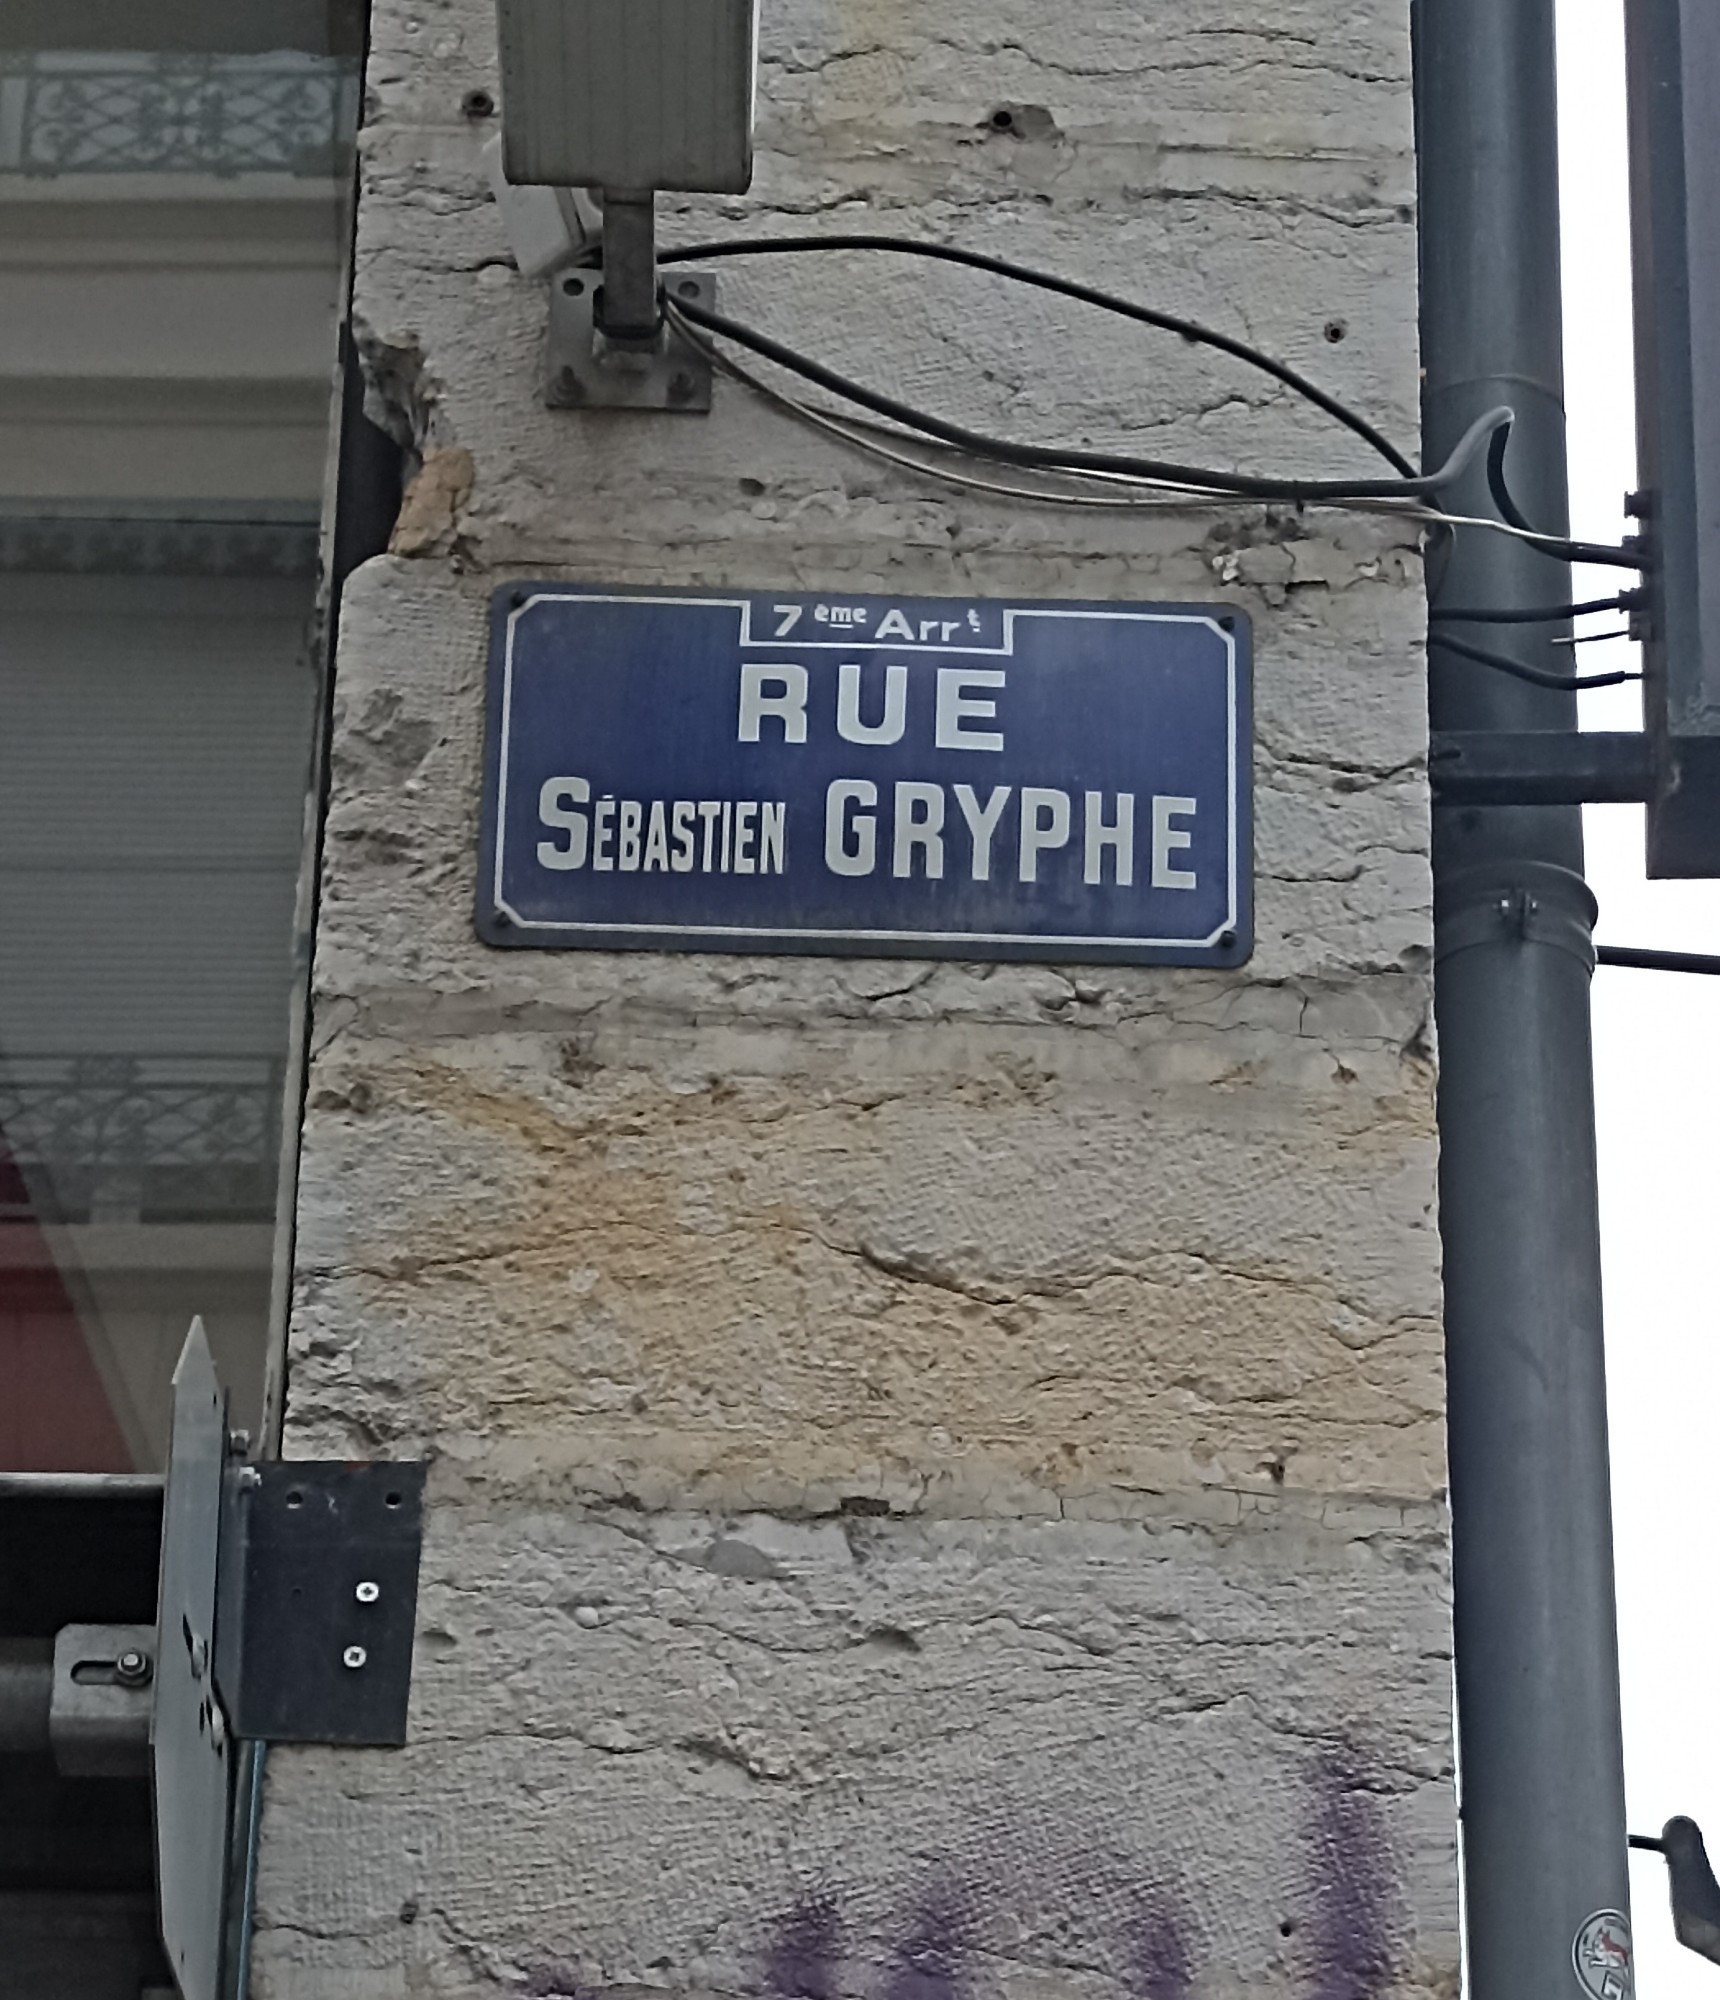 7ème Arrt
RUE
SÉBASTIEN GRYPHE